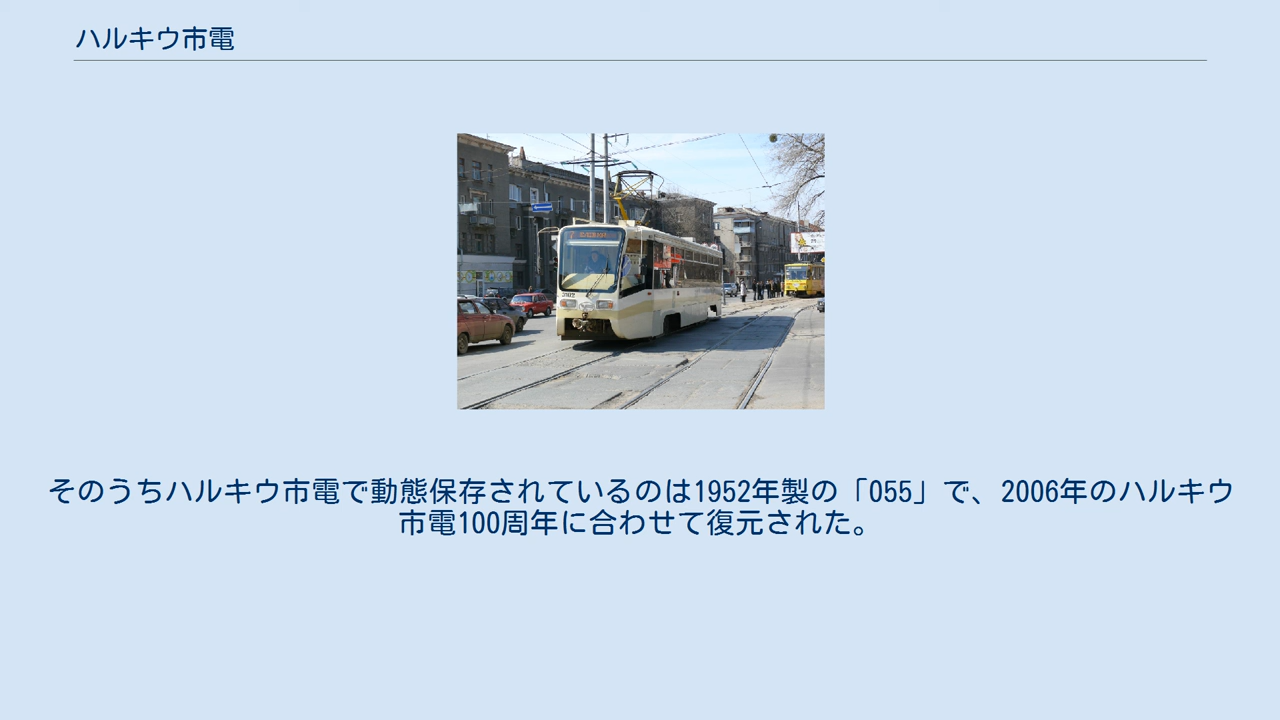 ハルキウ市電
3102
そのうちハルキウ市電で動態保存されているのは1952年製の「055」で、2006年のハルキウ
市電100周年に合わせて復元された。